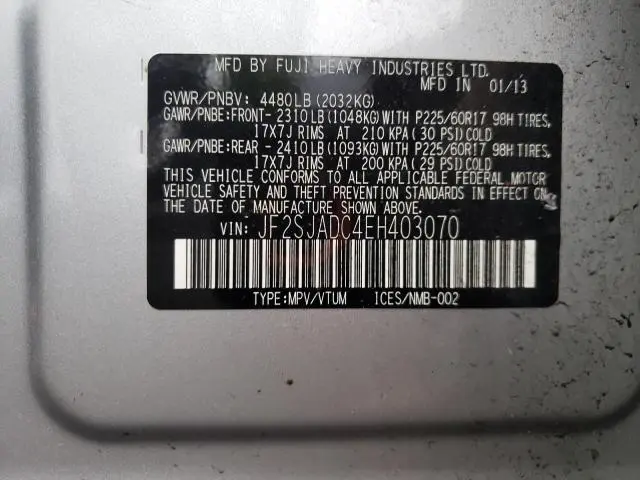 MFD BY FUJI HEAVY INDUSTRIES LTD.
MFD IN 01/13
GVWR/PNBV: 4480LB(2032KG)
GAWR/PNBE:FRONT- 2310LB(1048KG)WITH P225/60R17 98H TIRES,
17X7J RIMS AT 210 KPA(30 PSI)COLD
GAWR/PNBE:REAR - 2410LB(1093KG)WITH P225/60R17 98H TIRES,
17X7J RIMS AT 200 KPA(29 PSI)COLD
THIS VEHICLE CONFORMS TO ALL APPLICABLE FEDERAL MOTOR
VEHICLE SAFETY AND THEFT PREVENTION STANDARDS IN EFFECT ON
THE DATE OF MANUFACTURE SHOWN ABOVE.
VIN: JF2SJADC4EH403070
TYPE:MPV/VTUM ICES/NMB-002